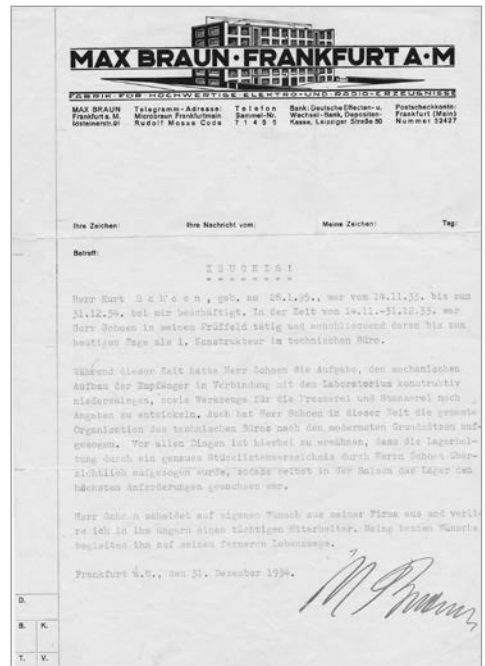 MAX BRAUN · FRANKFURT A·M
FABRIK FÜR HOCHWERTIGE ELEKTRO-UND-RADIO-ERZEUGNISSE
MAX BRAUN Telegramm-Adresse: Telefon Bank: Deutsche Effecten- u. Postscheckkonto:
Frankfurt a. M. Microbraun Frankfurtmain Sammel-Nr. Wechsel-Bank, Depositen- Frankfurt (Main)
Idsteinerstr. 91 Rudolf Mosse Code 71455 Kasse, Leipziger Straße 50 Nummer 52427
Ihre Zeichen: Ihre Nachricht vom: Meine Zeichen: Tag:
Betreff:
ZEUGNIS!
Herr Kurt Schoen, geb. am 28.1.95., war vom 14.11.33. bis zum
31.12.34. bei mir beschäftigt. In der Zeit vom 14.11.-31.12.33. war
Herr Schoen in meinem Prüffeld tätig und anschliessend daran bis zum
heutigen Tage als 1. Konstrukteur im technischen Büro.
Während dieser Zeit hatte Herr Schoen die Aufgabe, den mechanischen
Aufbau der Empfänger in Verbindung mit dem Laboratorium konstruktiv
niederzulegen, sowie Werkzeuge für die Presserei und Stanzerei nach
Angaben zu entwickeln. Auch hat Herr Schoen in dieser Zeit die gesamte
Organisation des technischen Büros nach den modernsten Grundsätzen auf-
gezogen. Vor allen Dingen ist hierbei zu erwähnen, dass die Lagerhal-
tung durch ein genaues Stücklistenverzeichnis durch Herrn Schoen über-
sichtlich aufgezogen wurde, sodass selbst in der Saison das Lager den
höchsten Anforderungen gewachsen war.
Herr Schoen scheidet auf eigenen Wunsch aus meiner Firma aus und verlie-
re ich in ihm ungern einen tüchtigen Mitarbeiter. Meine besten Wünsche
begleiten ihn auf seinem ferneren Lebenswege.
Frankfurt a.M., den 31. Dezember 1934.
M Braun
D.
B. K.
T. V.